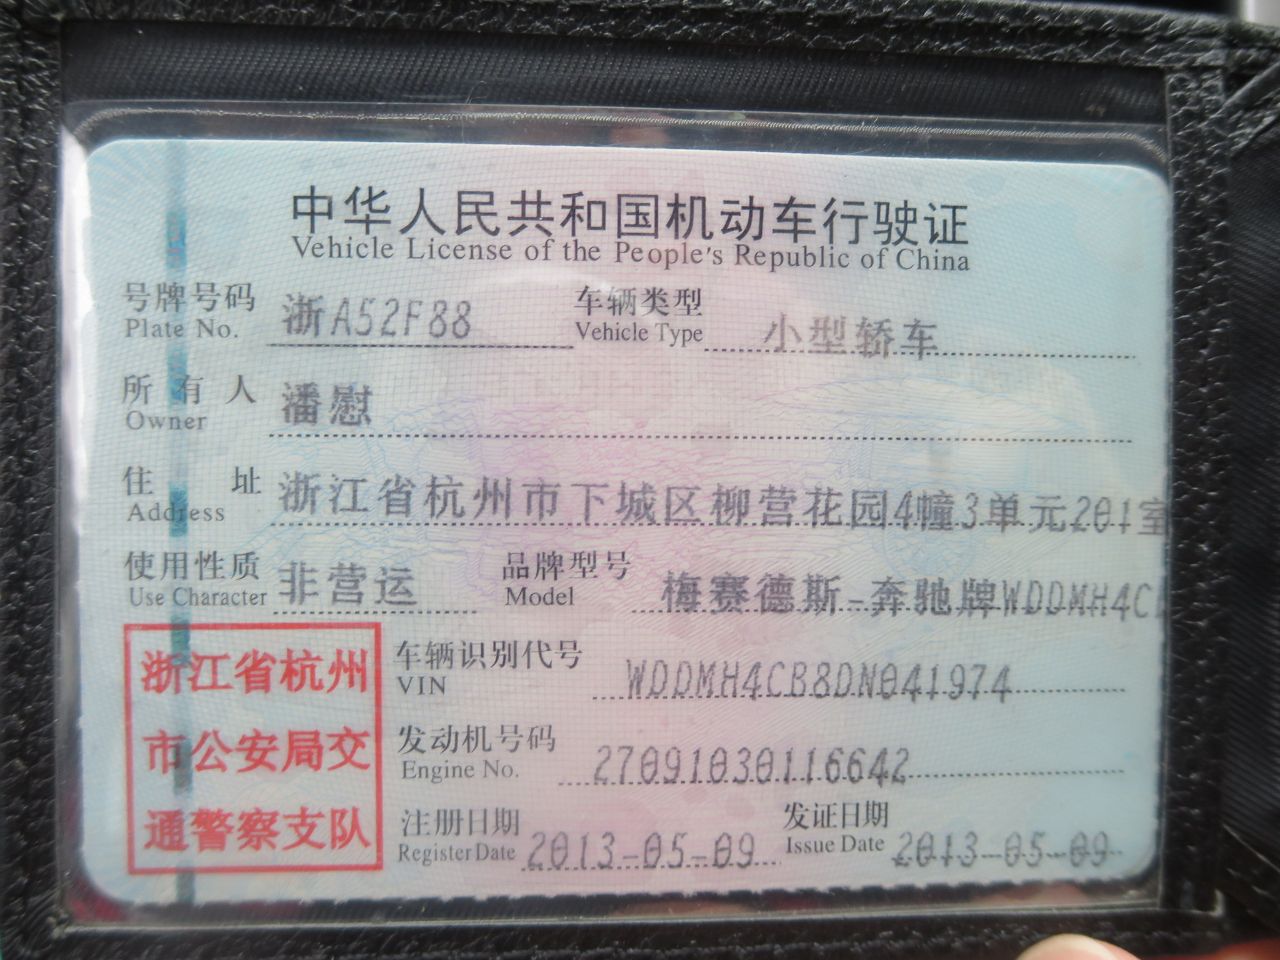 中华人民共和国机动车行驶证
Vehicle License of the People's Republic of China
号牌号码 浙A52F88 车辆类型 小型轿车
Plate No. Vehicle Type
所有人 潘慰
Owner
住址 浙江省杭州市下城区柳营花园4幢3单元201室
Address
使用性质 非营运 品牌型号 梅赛德斯-奔驰牌WDDMH4C
Use Character Model
浙江省杭州
市公安局交
通警察支队
车辆识别代号 WDDMH4CB8DN041974
VIN
发动机号码 27091030116642
Engine No.
注册日期 2013-05-09 发证日期 2013-05-09
Register Date Issue Date